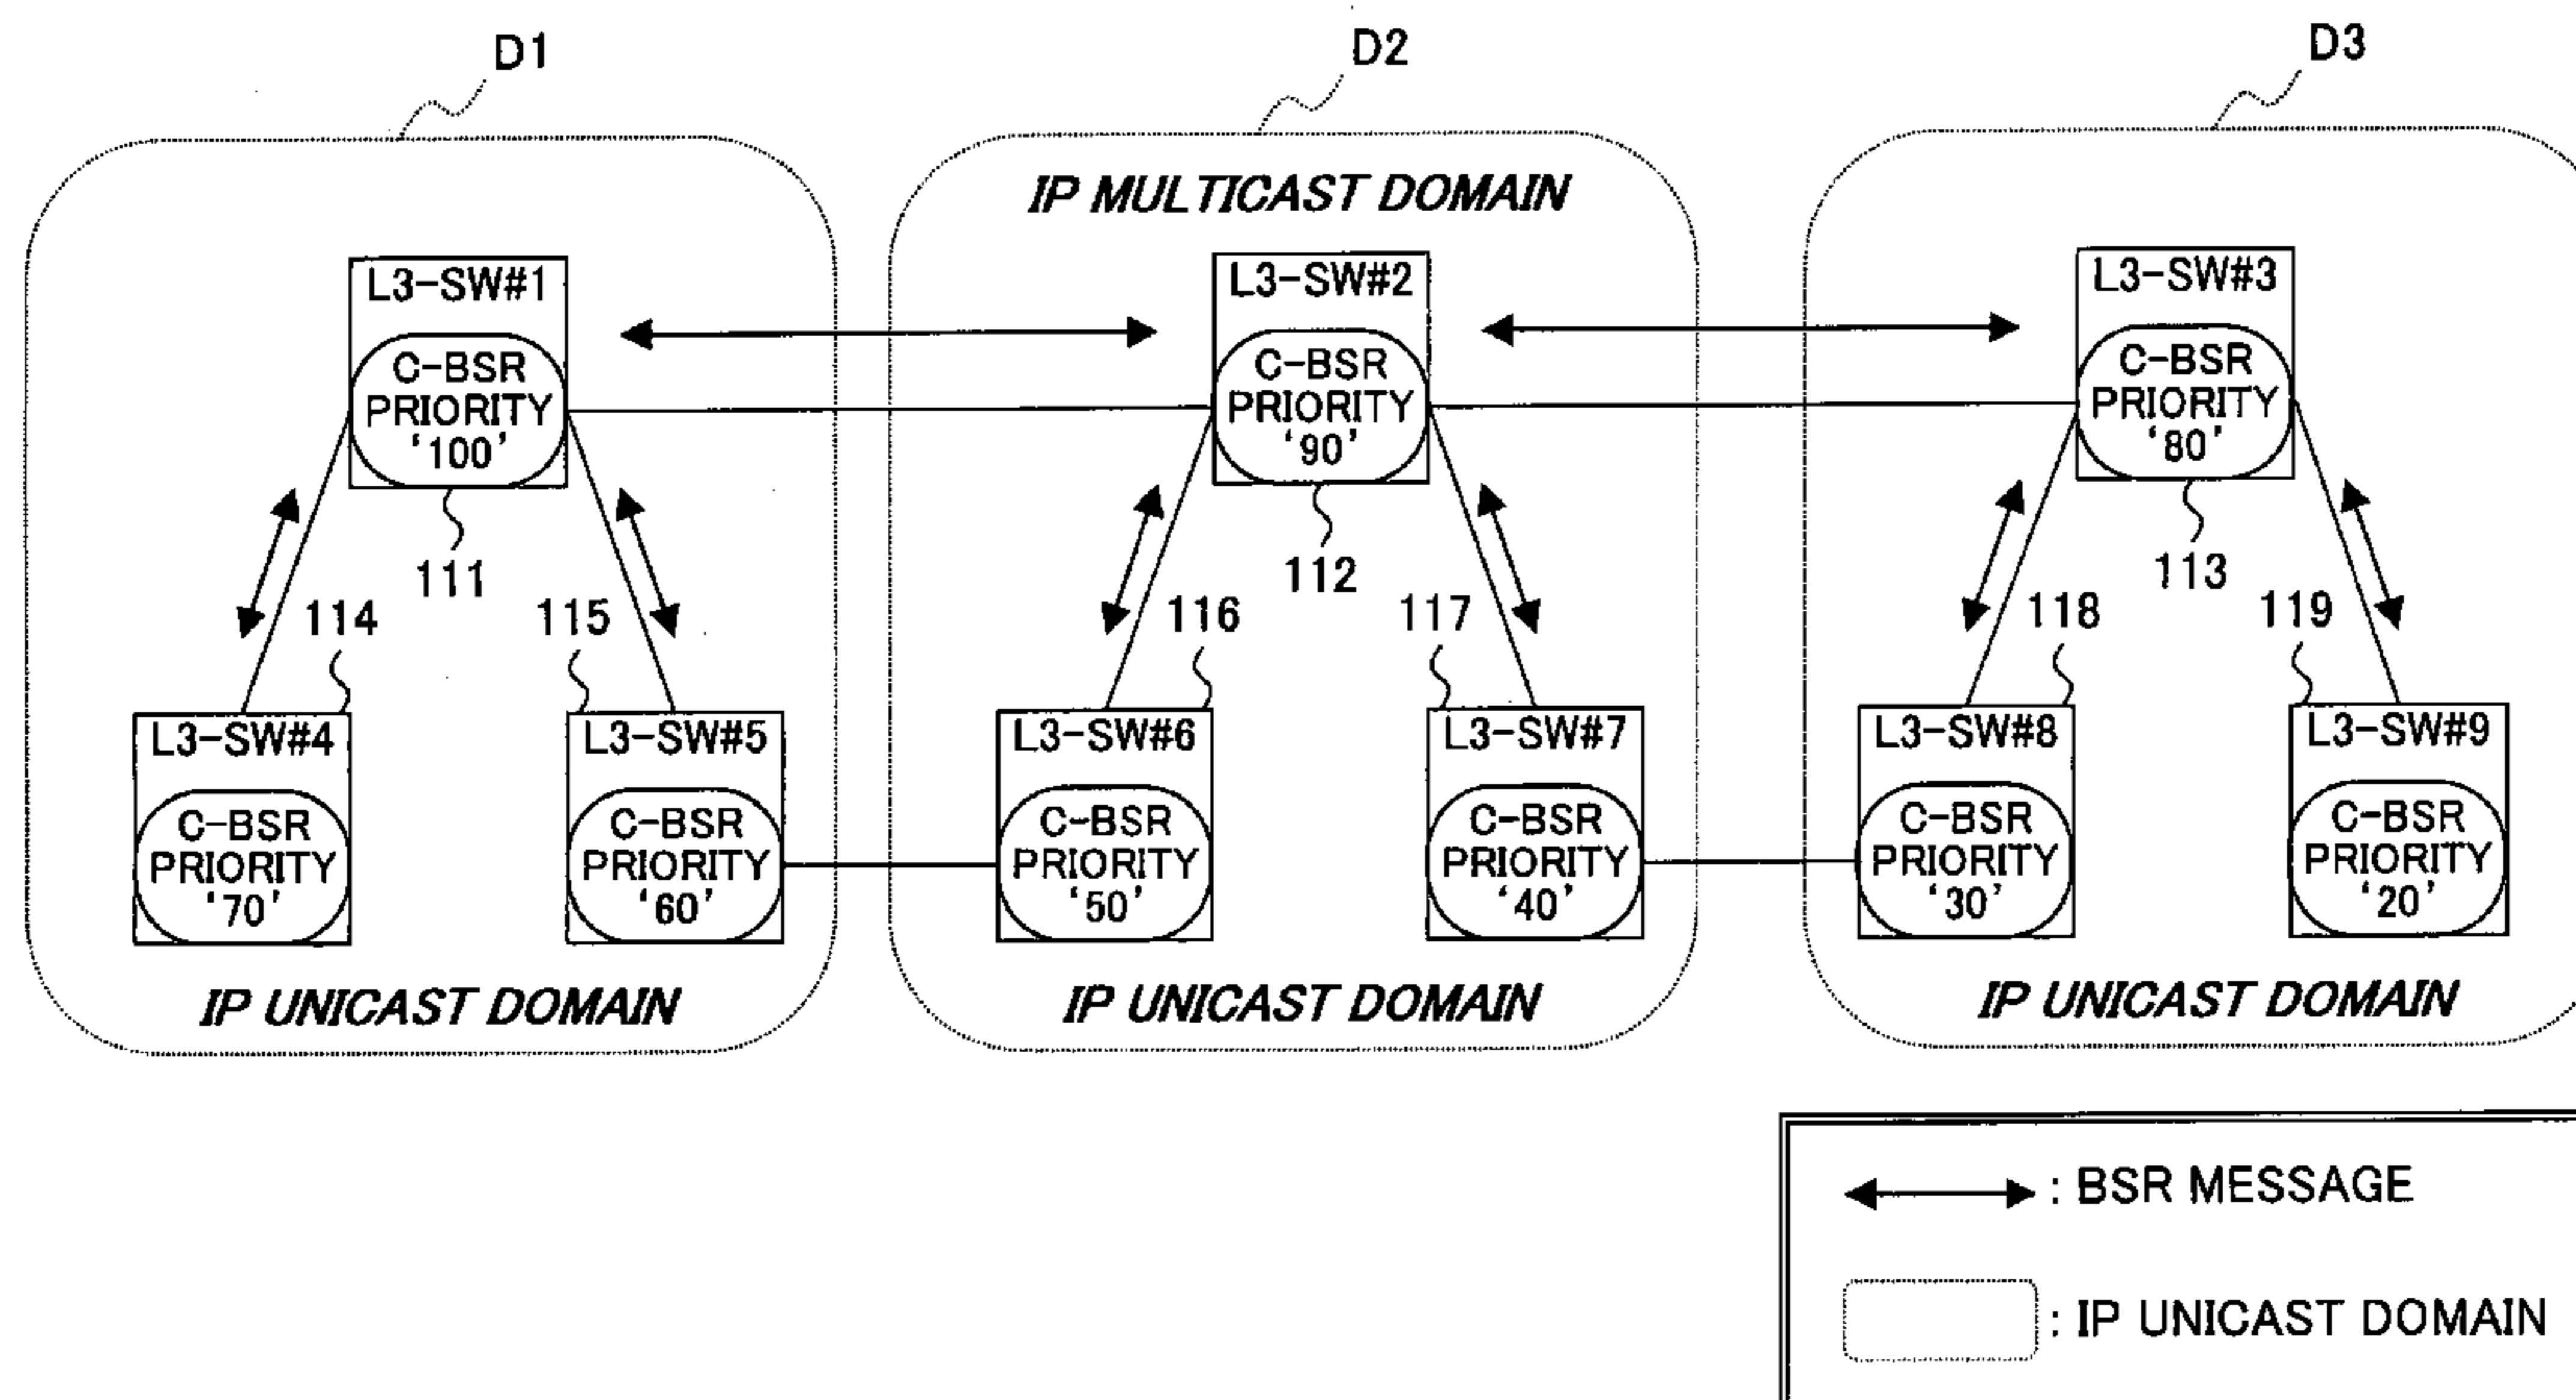 D1
D2
D3
IP MULTICAST DOMAIN
L3-SW#1
C-BSR
PRIORITY
‘100’
111
L3-SW#2
C-BSR
PRIORITY
‘90’
112
L3-SW#3
C-BSR
PRIORITY
‘80’
113
114
115
116
117
118
119
L3-SW#4
C-BSR
PRIORITY
‘70’
L3-SW#5
C-BSR
PRIORITY
‘60’
L3-SW#6
C-BSR
PRIORITY
‘50’
L3-SW#7
C-BSR
PRIORITY
‘40’
L3-SW#8
C-BSR
PRIORITY
‘30’
L3-SW#9
C-BSR
PRIORITY
‘20’
IP UNICAST DOMAIN
IP UNICAST DOMAIN
IP UNICAST DOMAIN
: BSR MESSAGE
: IP UNICAST DOMAIN